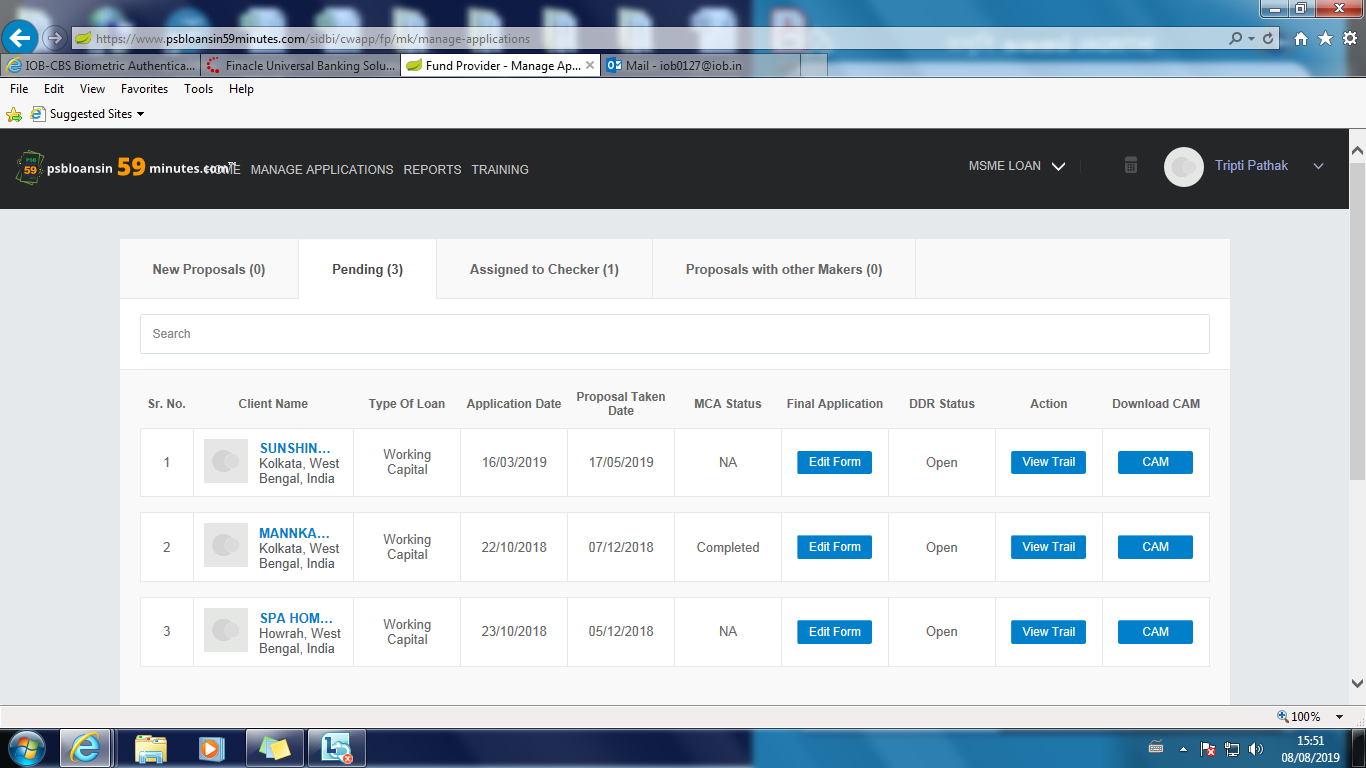 https://www.psbloansin59minutes.com/sidbi/cwapp/fp/mk/manage-applications
IOB-CBS Biometric Authentica...
Finacle Universal Banking Solu...
Fund Provider - Manage Ap...
Mail - iob0127@iob.in
File Edit View Favorites Tools Help
Suggested Sites
PSB 59 psbloansin 59 minutes.com™
HOME MANAGE APPLICATIONS REPORTS TRAINING
MSME LOAN
Tripti Pathak
New Proposals (0)
Pending (3)
Assigned to Checker (1)
Proposals with other Makers (0)
Search
Sr. No. Client Name Type Of Loan Application Date Proposal Taken Date MCA Status Final Application DDR Status Action Download CAM
1 SUNSHIN...
Kolkata, West
Bengal, India
Working
Capital
16/03/2019 17/05/2019 NA Edit Form Open View Trail CAM
2 MANNKA...
Kolkata, West
Bengal, India
Working
Capital
22/10/2018 07/12/2018 Completed Edit Form Open View Trail CAM
3 SPA HOM...
Howrah, West
Bengal, India
Working
Capital
23/10/2018 05/12/2018 NA Edit Form Open View Trail CAM
100%
15:51
08/08/2019